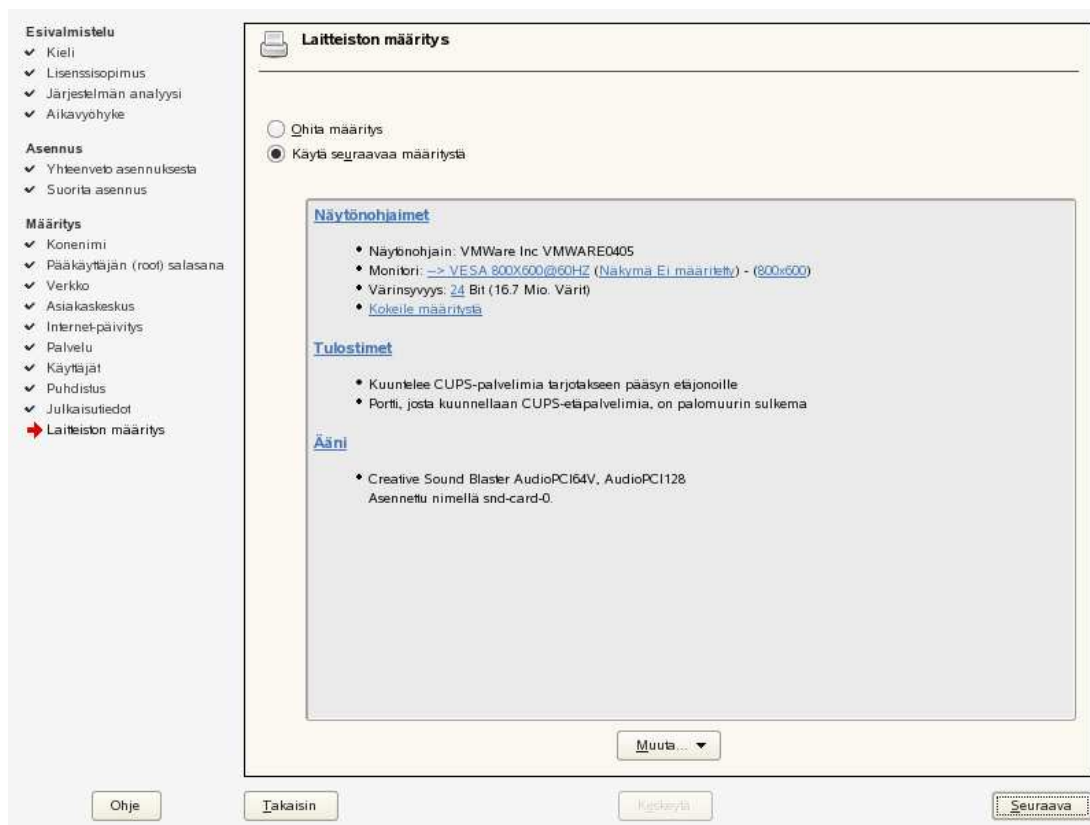 Esivalmistelu
Kieli
Lisenssisopimus
Järjestelmän analyysi
Aikavyöhyke
Asennus
Yhteenveto asennuksesta
Suorita asennus
Määritys
Konenimi
Pääkäyttäjän (root) salasana
Verkko
Asiakaskeskus
Internet-päivitys
Palvelu
Käyttäjät
Puhdistus
Julkaisutiedot
Laitteiston määritys
Laitteiston määritys
Ohita määritys
Käytä seuraavaa määritystä
Näytönohjaimet
Näytönohjain: VMWare Inc VMWARE0405
Monitori: --> VESA 800X600@60HZ (Näkymä Ei määritetty) - (800x600)
Värinsyvyys: 24 Bit (16.7 Mio. Värit)
Kokeile määritystä
Tulostimet
Kuuntelee CUPS-palvelimia tarjotakseen pääsyn etäjonoille
Portti, josta kuunnellaan CUPS-etäpalvelimia, on palomuurin sulkema
Ääni
Creative Sound Blaster AudioPCI64V, AudioPCI128
Asennettu nimellä snd-card-0.
Muuta...
Ohje
Takaisin
Keskeytä
Seuraava